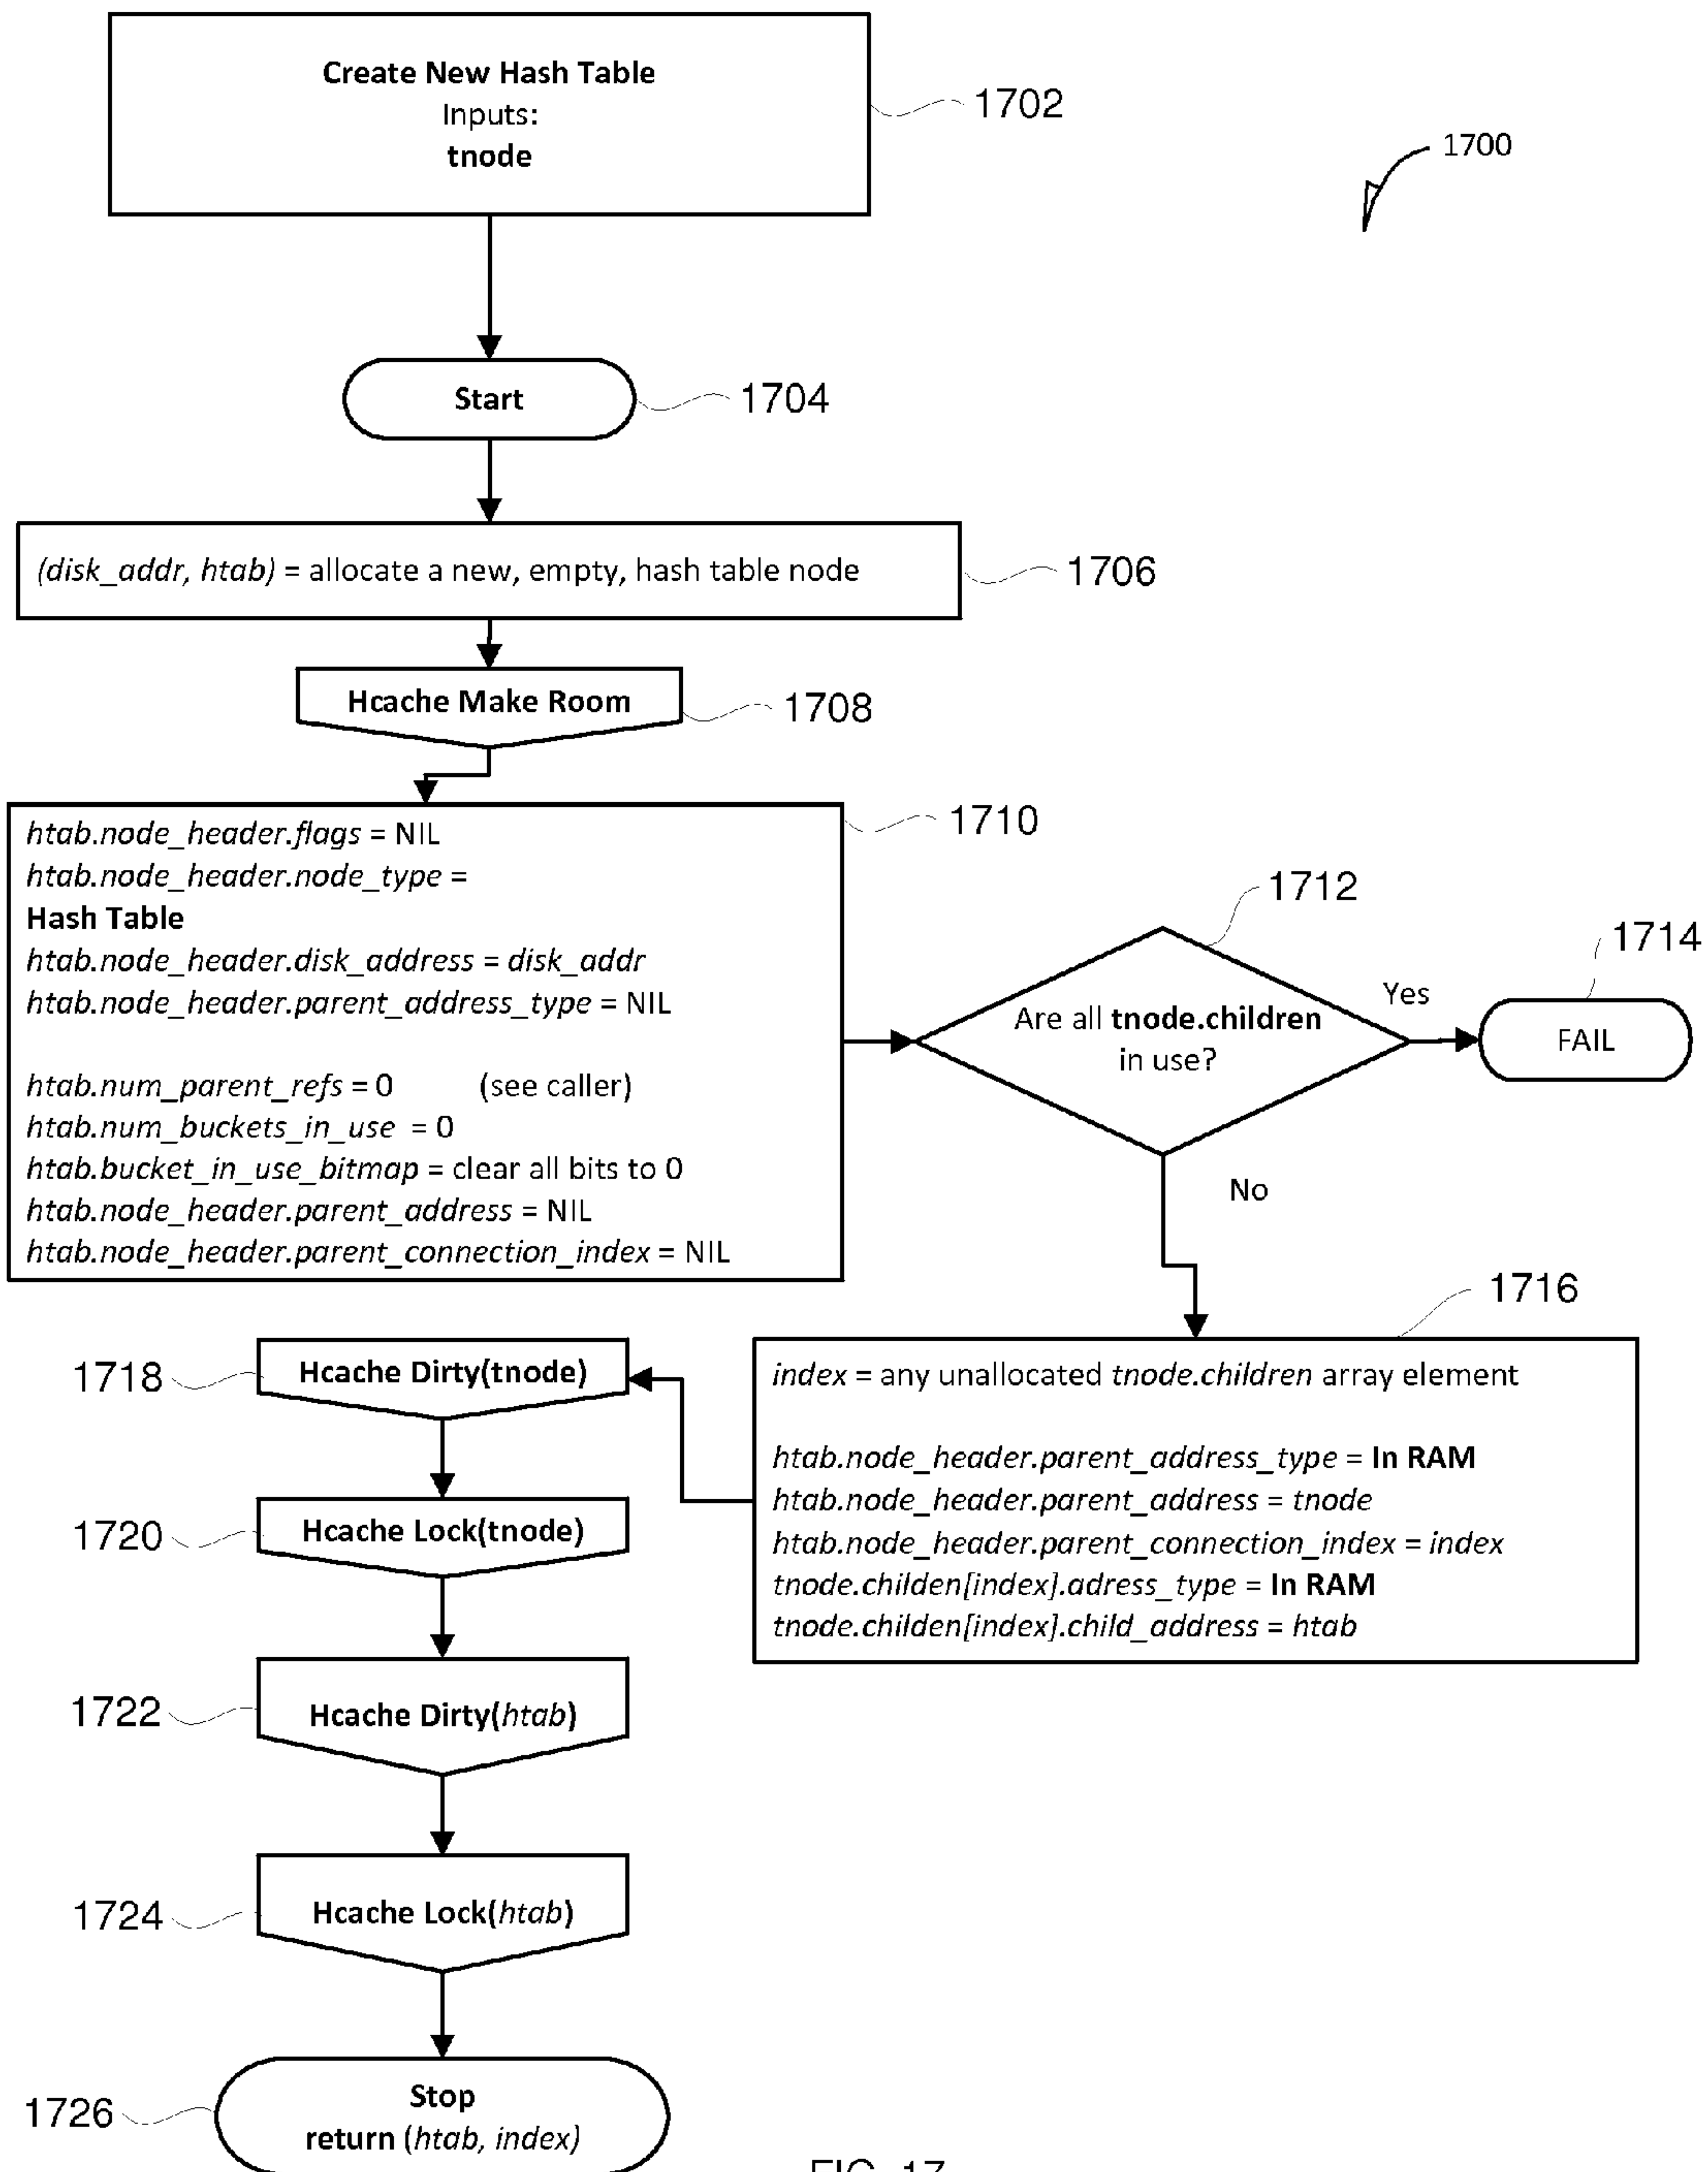 Create New Hash Table
Inputs:
tnode
1702
1700
Start
1704
(disk_addr, htab) = allocate a new, empty, hash table node
1706
Hcache Make Room
1708
htab.node_header.flags = NIL
htab.node_header.node_type =
Hash Table
htab.node_header.disk_address = disk_addr
htab.node_header.parent_address_type = NIL
htab.num_parent_refs = 0 (see caller)
htab.num_buckets_in_use = 0
htab.bucket_in_use_bitmap = clear all bits to 0
htab.node_header.parent_address = NIL
htab.node_header.parent_connection_index = NIL
1710
1712
Are all tnode.children
in use?
Yes
1714
FAIL
No
1716
index = any unallocated tnode.children array element
htab.node_header.parent_address_type = In RAM
htab.node_header.parent_address = tnode
htab.node_header.parent_connection_index = index
tnode.childen[index].adress_type = In RAM
tnode.childen[index].child_address = htab
1718
Hcache Dirty(tnode)
1720
Hcache Lock(tnode)
1722
Hcache Dirty(htab)
1724
Hcache Lock(htab)
1726
Stop
return (htab, index)
FIG. 17